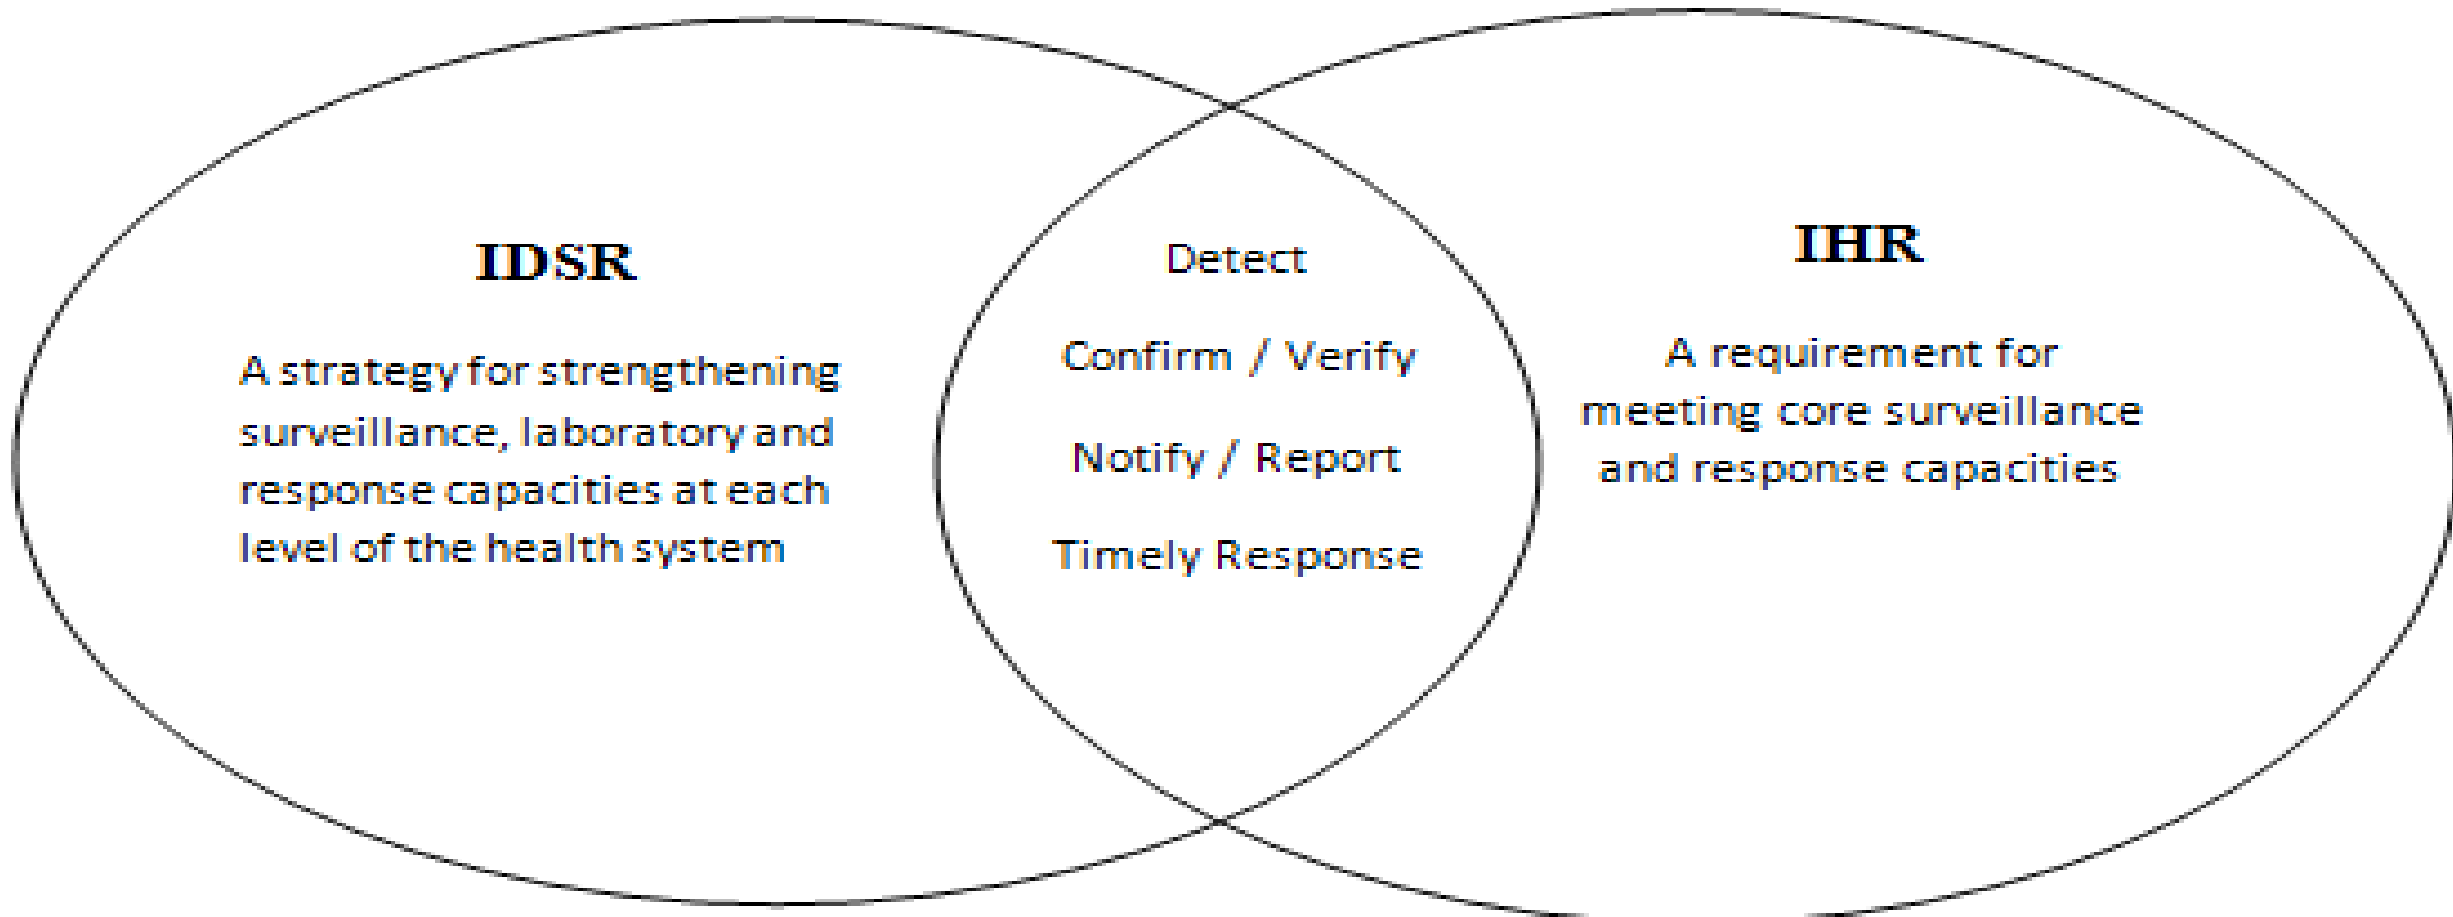 IDSR
A strategy for strengthening
surveillance, laboratory and
response capacities at each
level of the health system
Detect
Confirm / Verify
Notify / Report
Timely Response
IHR
A requirement for
meeting core surveillance
and response capacities